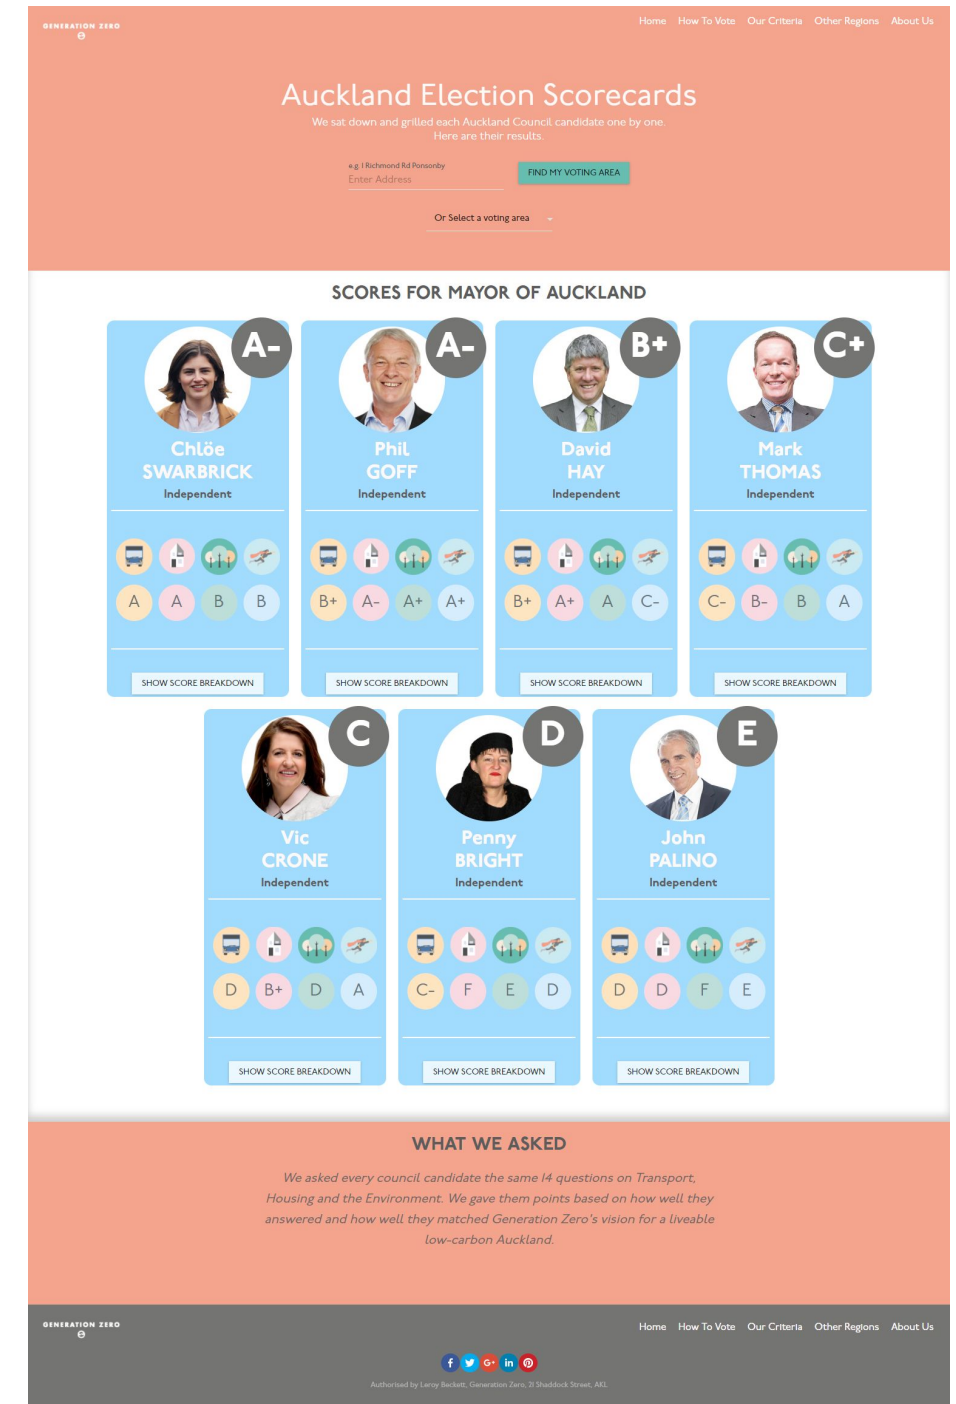 GENERATION ZERO
Home How To Vote Our Criteria Other Regions About Us
Auckland Election Scorecards
We sat down and grilled each Auckland Council candidate one by one.
Here are their results.
e.g. 1 Richmond Rd Ponsonby
Enter Address
FIND MY VOTING AREA
Or Select a voting area
SCORES FOR MAYOR OF AUCKLAND
A-
Chlöe
SWARBRICK
Independent
A A B B
SHOW SCORE BREAKDOWN
A-
Phil
GOFF
Independent
B+ A- A+ A+
SHOW SCORE BREAKDOWN
B+
David
HAY
Independent
B+ A+ A C-
SHOW SCORE BREAKDOWN
C+
Mark
THOMAS
Independent
C- B- B A
SHOW SCORE BREAKDOWN
C
Vic
CRONE
Independent
D B+ D A
SHOW SCORE BREAKDOWN
D
Penny
BRIGHT
Independent
C- F E D
SHOW SCORE BREAKDOWN
E
John
PALINO
Independent
D D F E
SHOW SCORE BREAKDOWN
WHAT WE ASKED
We asked every council candidate the same 14 questions on Transport,
Housing and the Environment. We gave them points based on how well they
answered and how well they matched Generation Zero's vision for a liveable
low-carbon Auckland.
GENERATION ZERO
Home How To Vote Our Criteria Other Regions About Us
f G+ in
Authorised by Leroy Beckett, Generation Zero, 21 Shaddock Street, AKL